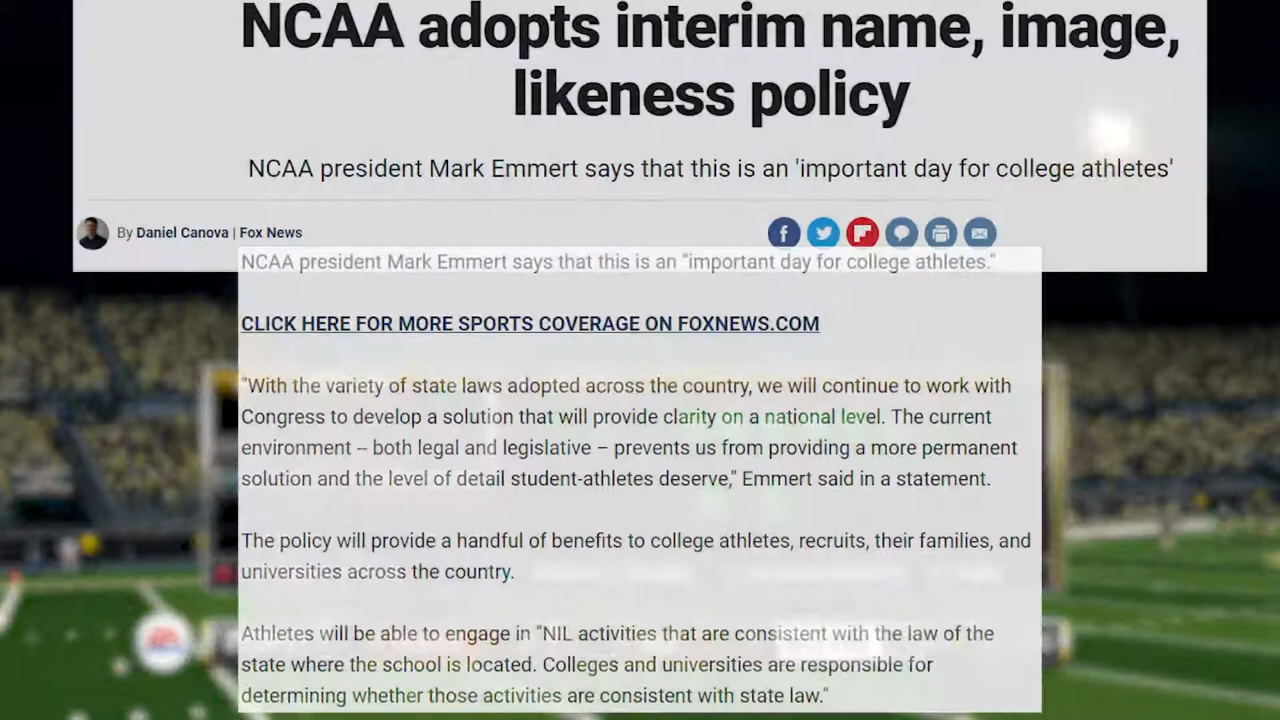 NCAA adopts interim name, image,
likeness policy
NCAA president Mark Emmert says that this is an 'important day for college athletes'
By Daniel Canova | Fox News
NCAA president Mark Emmert says that this is an "important day for college athletes."
CLICK HERE FOR MORE SPORTS COVERAGE ON FOXNEWS.COM
"With the variety of state laws adopted across the country, we will continue to work with
Congress to develop a solution that will provide clarity on a national level. The current
environment – both legal and legislative – prevents us from providing a more permanent
solution and the level of detail student-athletes deserve," Emmert said in a statement.
The policy will provide a handful of benefits to college athletes, recruits, their families, and
universities across the country.
Athletes will be able to engage in "NIL activities that are consistent with the law of the
state where the school is located. Colleges and universities are responsible for
determining whether those activities are consistent with state law."